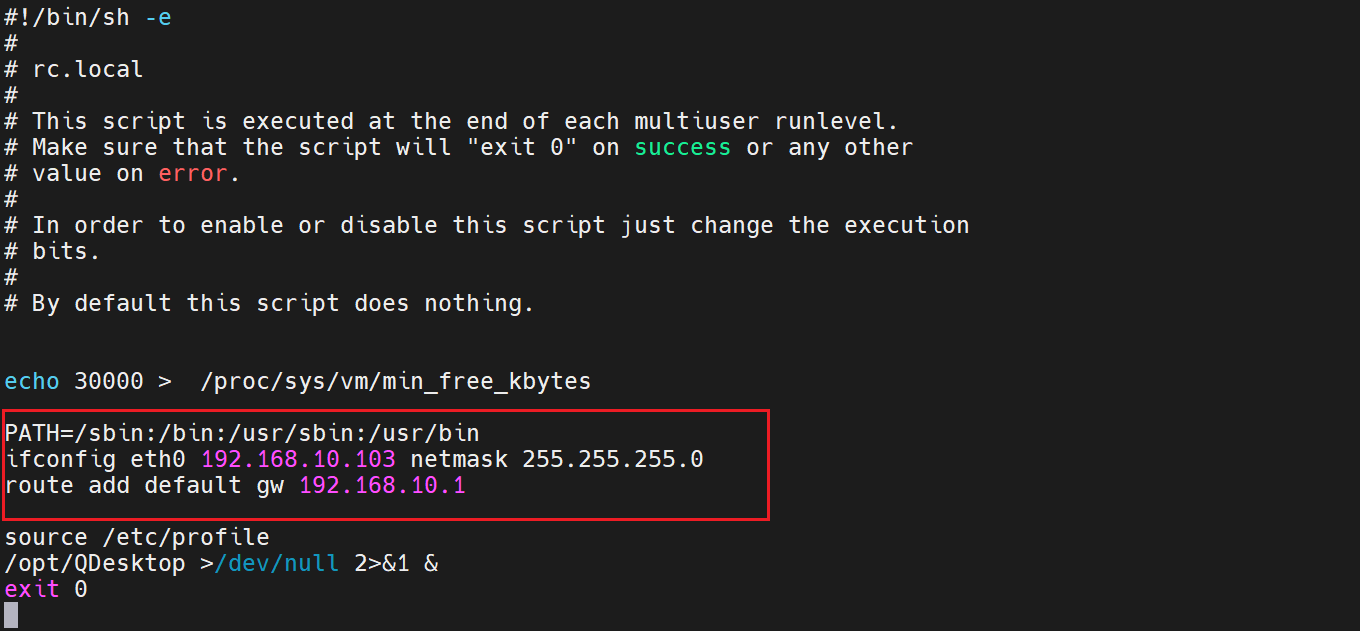 #!/bin/sh -e
#
# rc.local
#
# This script is executed at the end of each multiuser runlevel.
# Make sure that the script will "exit 0" on success or any other
# value on error.
#
# In order to enable or disable this script just change the execution
# bits.
#
# By default this script does nothing.
echo 30000 >  /proc/sys/vm/min_free_kbytes
PATH=/sbin:/bin:/usr/sbin:/usr/bin
ifconfig eth0 192.168.10.103 netmask 255.255.255.0
route add default gw 192.168.10.1
source /etc/profile
/opt/QDesktop >/dev/null 2>&1 &
exit 0